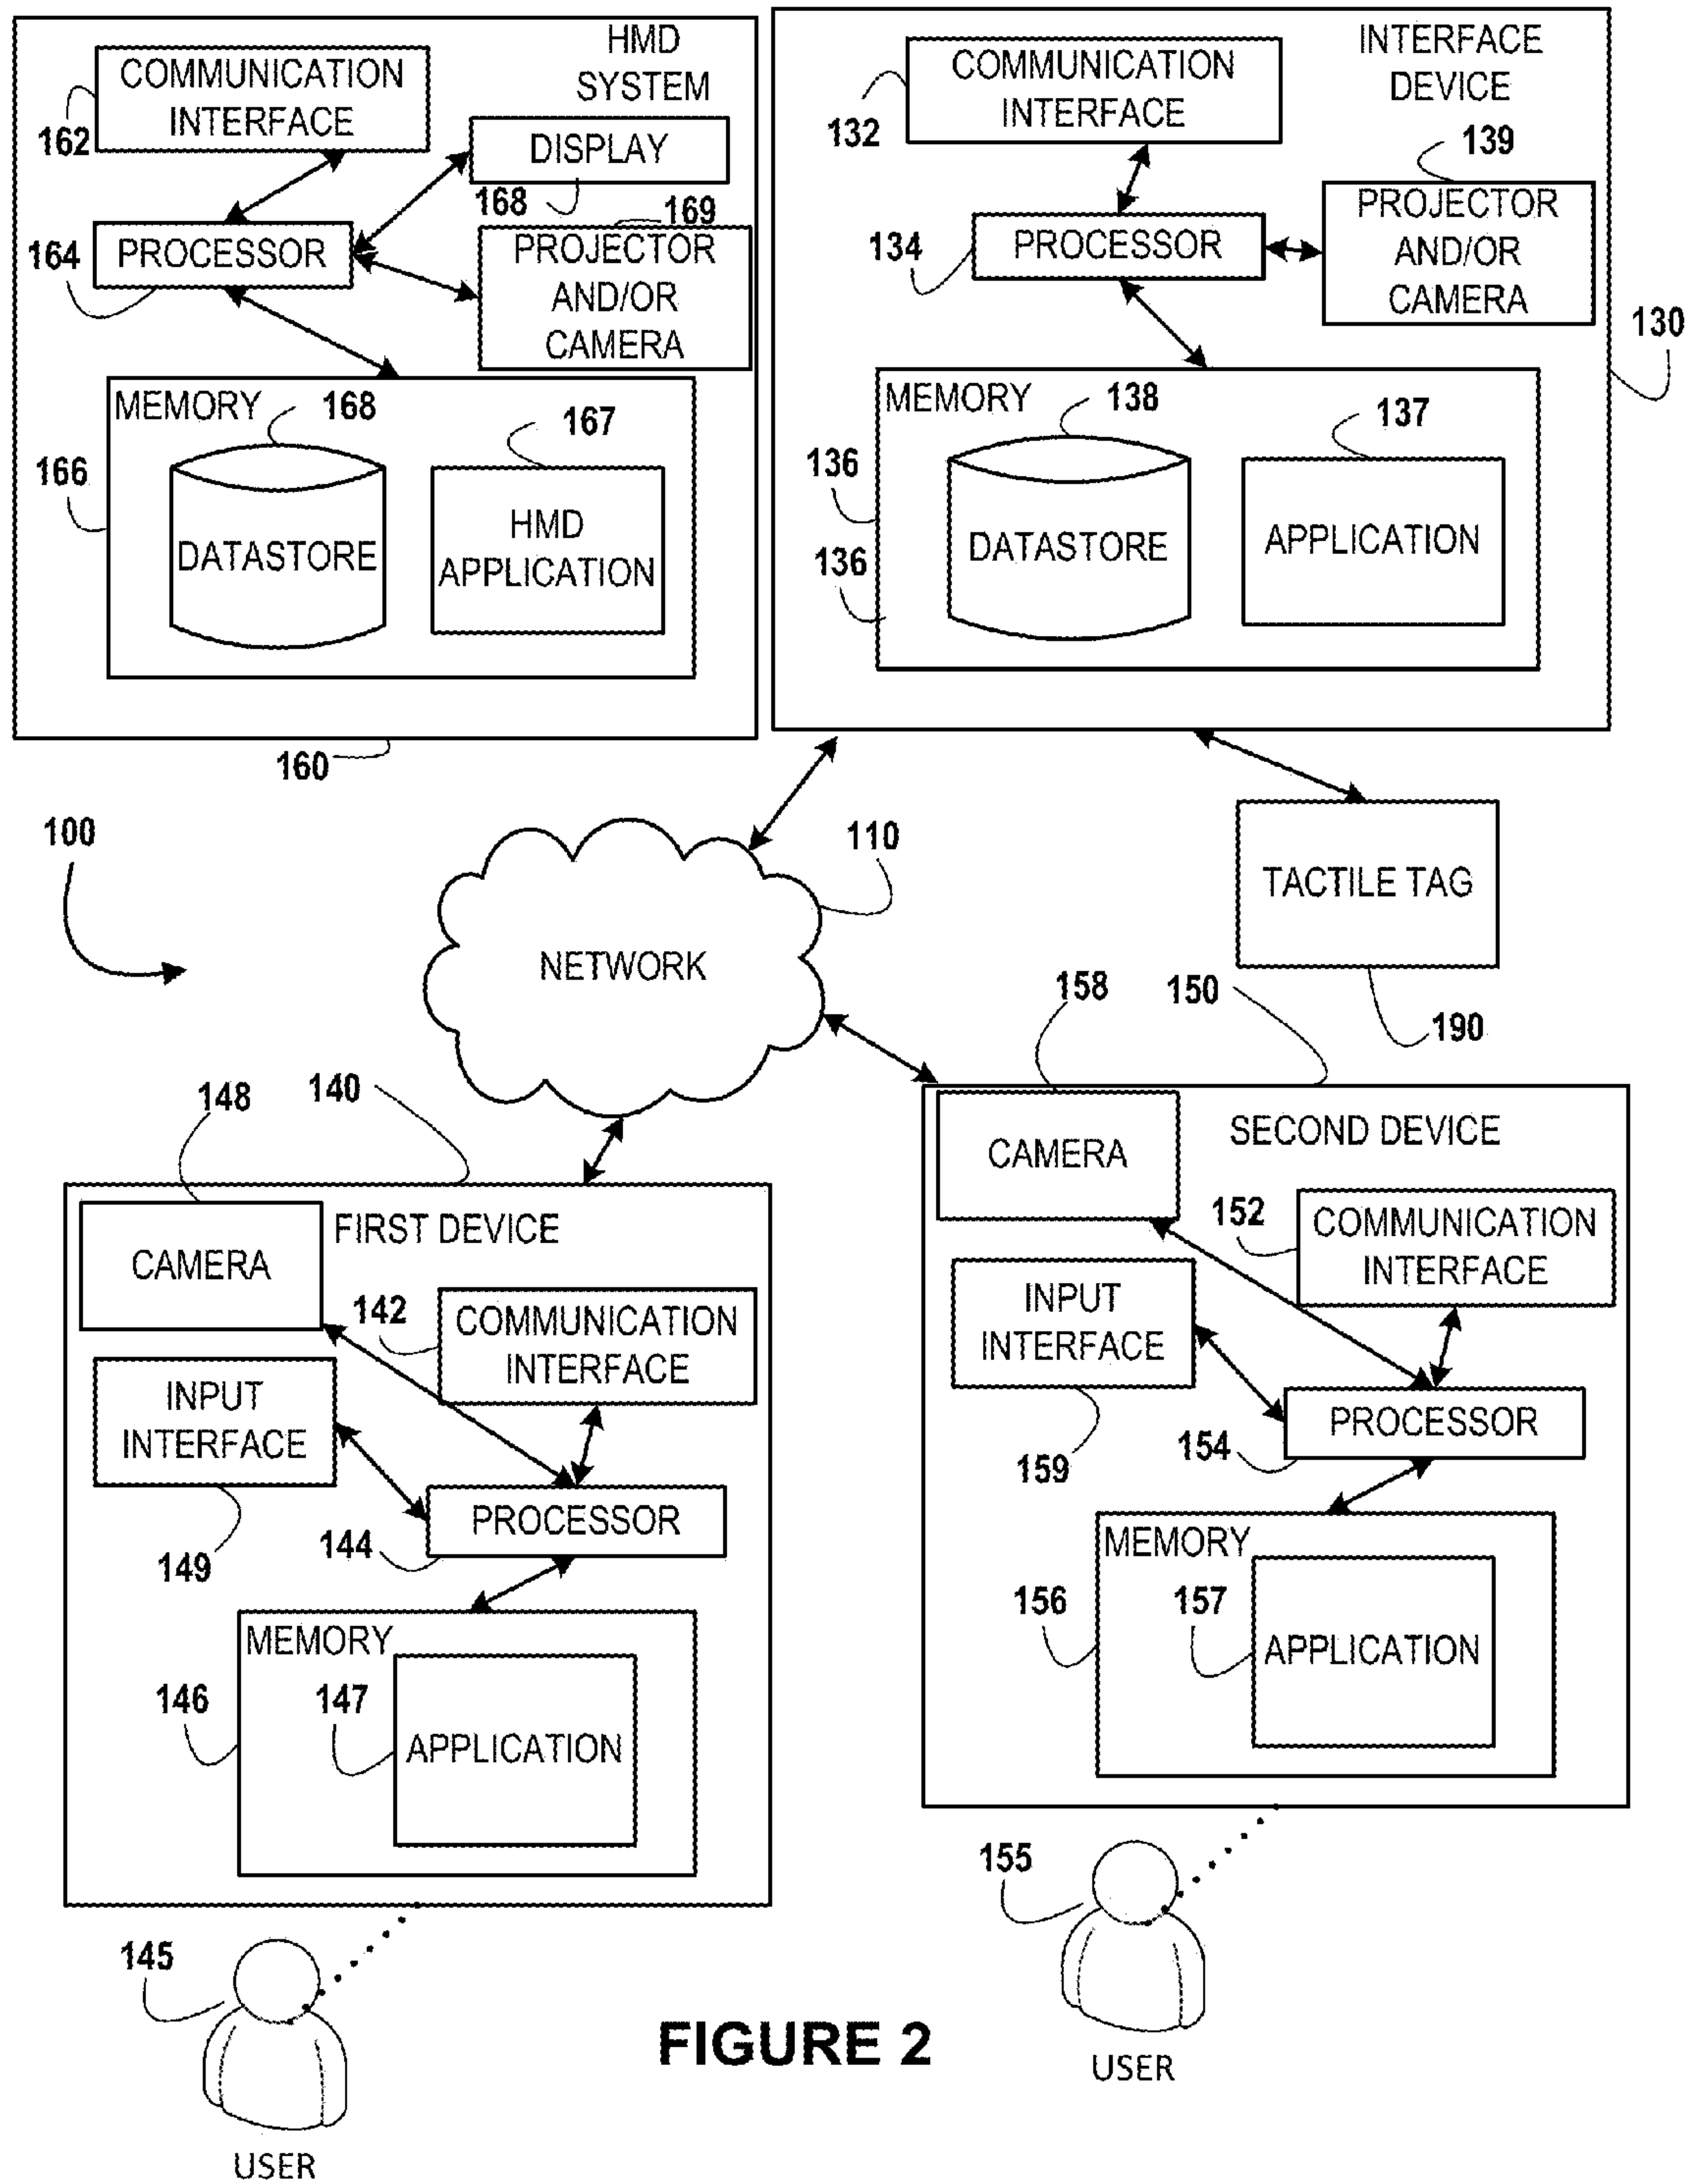 HMD
SYSTEM
COMMUNICATION
INTERFACE
162
DISPLAY
168
169
PROCESSOR
164
PROJECTOR
AND/OR
CAMERA
MEMORY
168
167
166
DATASTORE
HMD
APPLICATION
160
INTERFACE
DEVICE
COMMUNICATION
INTERFACE
132
139
PROCESSOR
134
PROJECTOR
AND/OR
CAMERA
130
MEMORY
138
137
136
136
DATASTORE
APPLICATION
100
110
NETWORK
TACTILE TAG
190
158
150
148
140
FIRST DEVICE
CAMERA
142
COMMUNICATION
INTERFACE
INPUT
INTERFACE
149
PROCESSOR
144
MEMORY
146
147
APPLICATION
145
USER
SECOND DEVICE
CAMERA
152
COMMUNICATION
INTERFACE
INPUT
INTERFACE
159
PROCESSOR
154
MEMORY
156
157
APPLICATION
155
USER
FIGURE 2